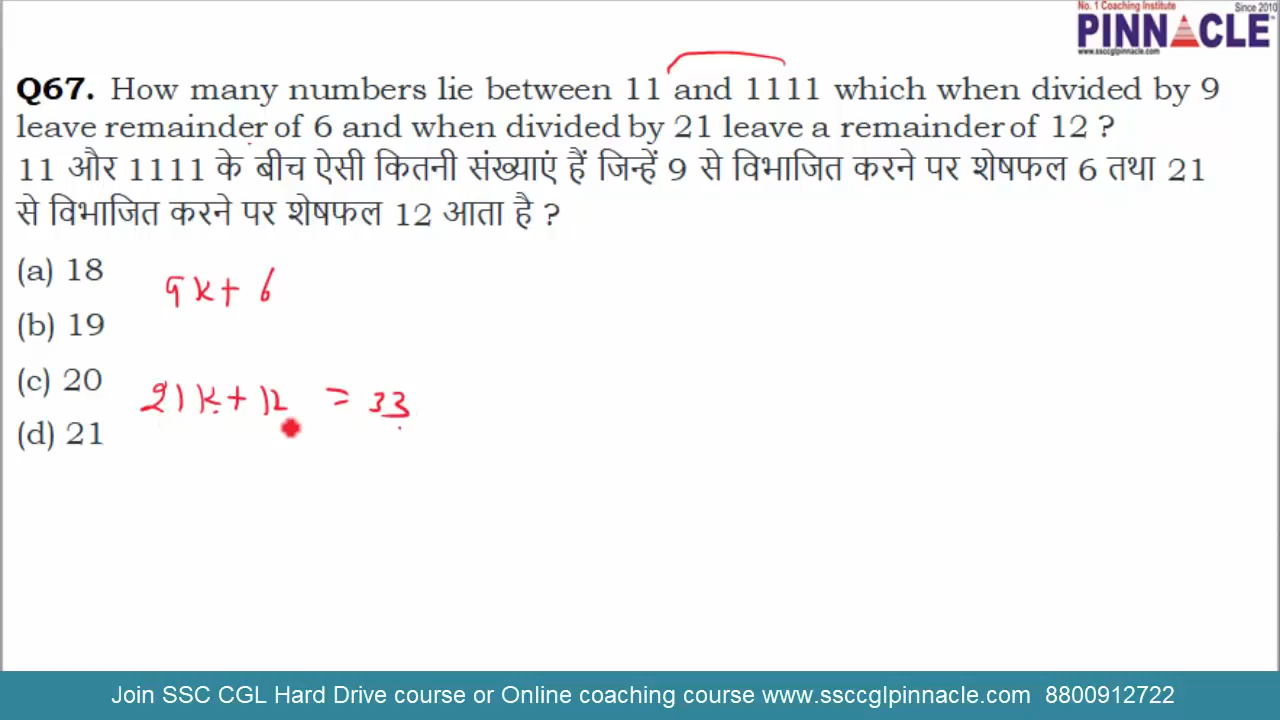 No. 1 Coaching Institute Since 2010
PINNACLE
www.ssccglpinnacle.com
Q67. How many numbers lie between 11 and 1111 which when divided by 9
leave remainder of 6 and when divided by 21 leave a remainder of 12 ?
11 और 1111 के बीच ऐसी कितनी संख्याएं हैं जिन्हें 9 से विभाजित करने पर शेषफल 6 तथा 21
से विभाजित करने पर शेषफल 12 आता है ?
(a) 18
9k+ 6
(b) 19
(c) 20
21k+12 = 33
(d) 21
Join SSC CGL Hard Drive course or Online coaching course www.ssccglpinnacle.com 8800912722